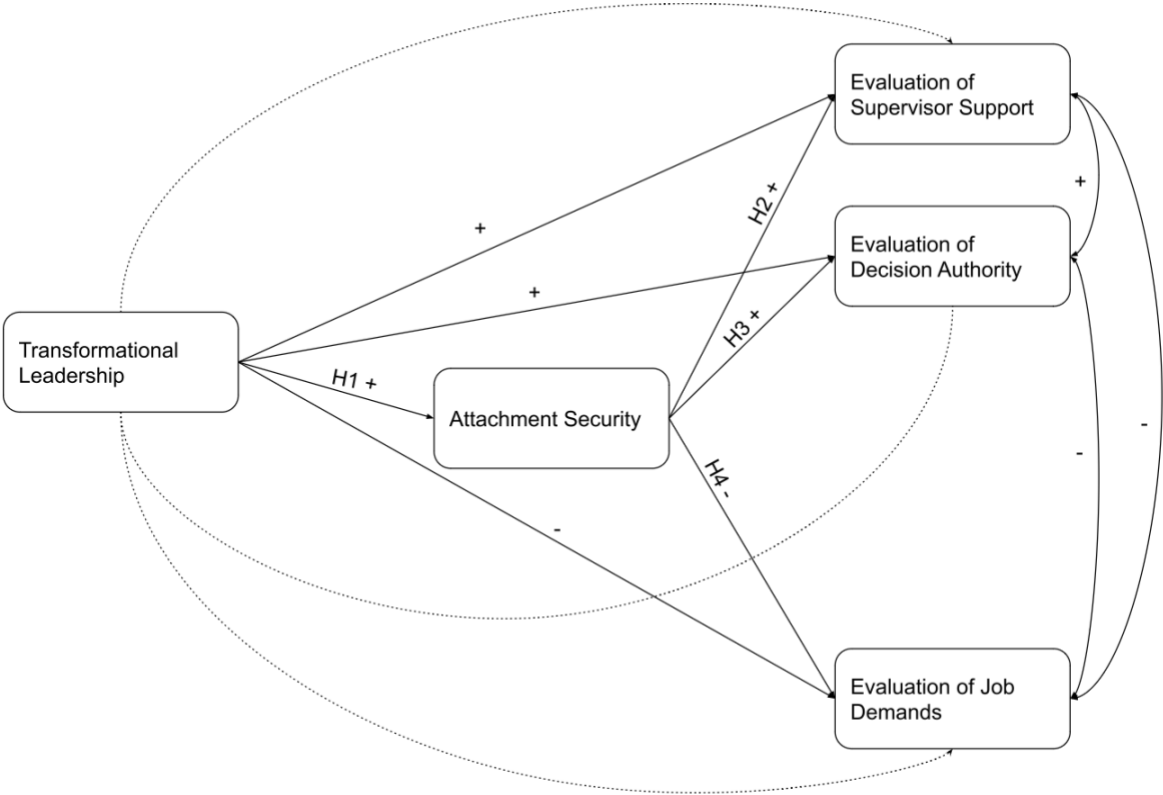 Evaluation of
Supervisor Support
+
H2 +
+
Evaluation of
Decision Authority
+
H3 +
Transformational
Leadership
H1 +
Attachment Security
-
-
H4 -
-
Evaluation of Job
Demands